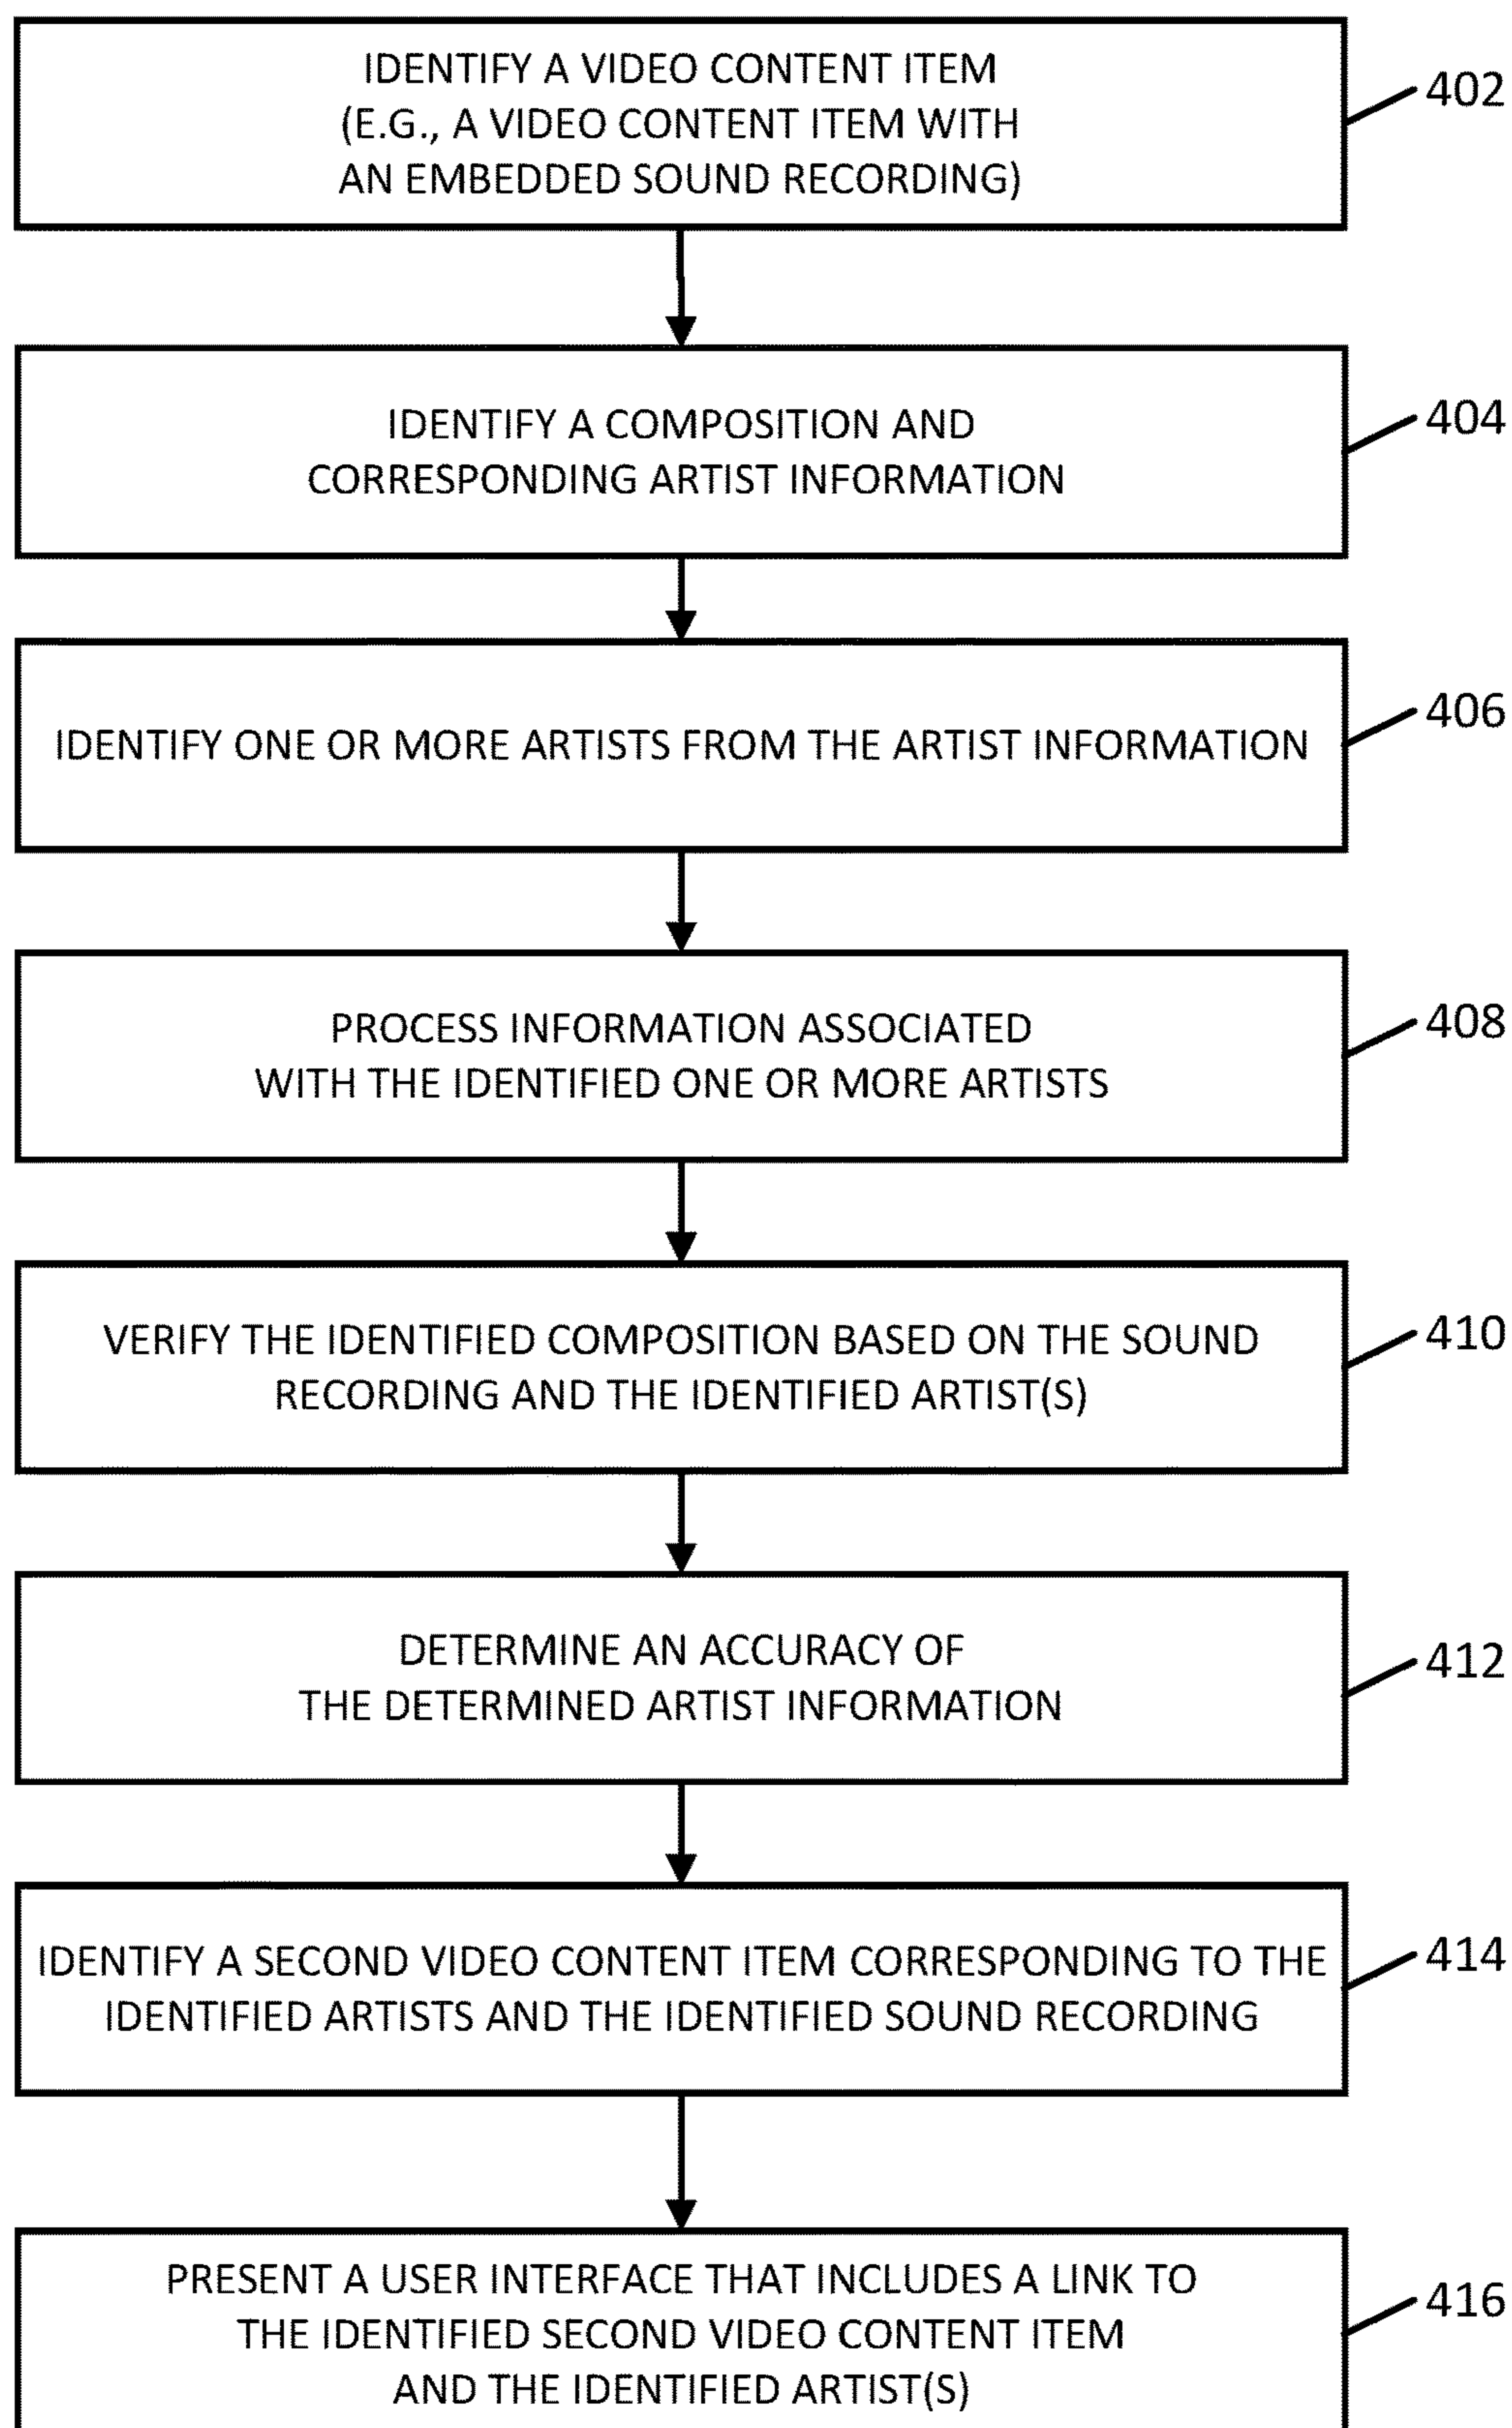 IDENTIFY A VIDEO CONTENT ITEM
(E.G., A VIDEO CONTENT ITEM WITH
AN EMBEDDED SOUND RECORDING)
402
IDENTIFY A COMPOSITION AND
CORRESPONDING ARTIST INFORMATION
404
IDENTIFY ONE OR MORE ARTISTS FROM THE ARTIST INFORMATION
406
PROCESS INFORMATION ASSOCIATED
WITH THE IDENTIFIED ONE OR MORE ARTISTS
408
VERIFY THE IDENTIFIED COMPOSITION BASED ON THE SOUND
RECORDING AND THE IDENTIFIED ARTIST(S)
410
DETERMINE AN ACCURACY OF
THE DETERMINED ARTIST INFORMATION
412
IDENTIFY A SECOND VIDEO CONTENT ITEM CORRESPONDING TO THE
IDENTIFIED ARTISTS AND THE IDENTIFIED SOUND RECORDING
414
PRESENT A USER INTERFACE THAT INCLUDES A LINK TO
THE IDENTIFIED SECOND VIDEO CONTENT ITEM
AND THE IDENTIFIED ARTIST(S)
416